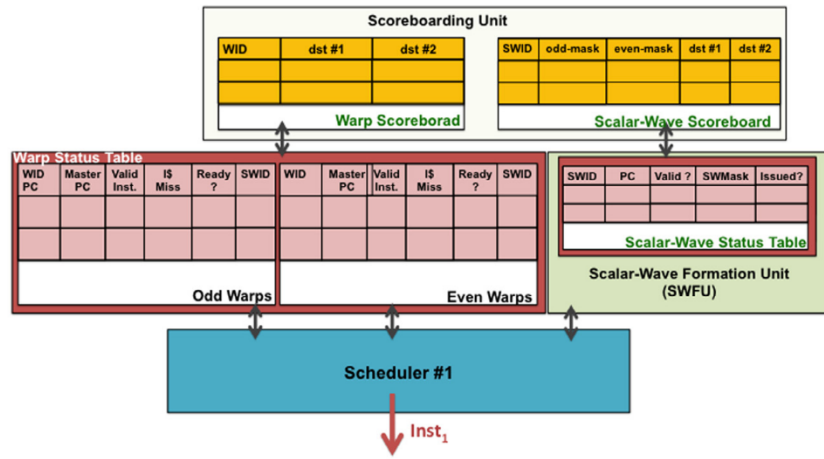 Scoreboarding Unit
WID dst #1 dst #2
Warp Scoreborad
SWID odd-mask even-mask dst #1 dst #2
Scalar-Wave Scoreboard
Warp Status Table
WID PC Master PC Valid Inst. I$ Miss Ready ? SWID
Odd Warps
WID Master PC Valid Inst. I$ Miss Ready ? SWID
Even Warps
SWID PC Valid ? SWMask Issued?
Scalar-Wave Status Table
Scalar-Wave Formation Unit
(SWFU)
Scheduler #1
Inst1